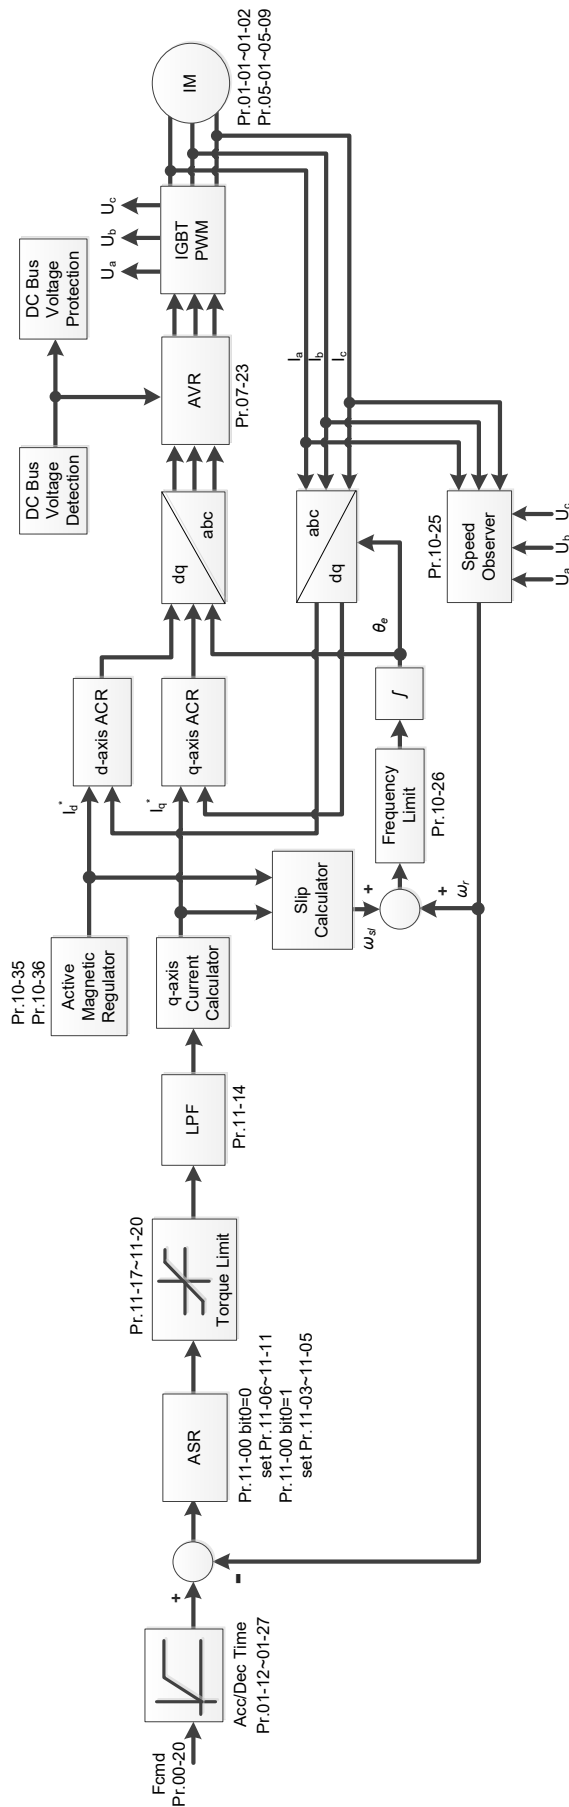 Fcmd
Pr.00-20
Acc/Dec Time
Pr.01-12~01-27
+
-
ASR
Pr.11-00 bit0=0
set Pr.11-06~11-11
Pr.11-00 bit0=1
set Pr.11-03~11-05
Pr.11-17~11-20
Torque Limit
LPF
Pr.11-14
Pr.10-35
Pr.10-36
Active
Magnetic
Regulator
q-axis
Current
Calculator
Slip
Calculator
ωsl
+
+
ωr
Frequency
Limit
Pr.10-26
∫
θe
Id*
Iq*
d-axis ACR
q-axis ACR
dq
abc
abc
dq
DC Bus
Voltage
Detection
DC Bus
Voltage
Protection
AVR
Pr.07-23
IGBT
PWM
Ua
Ub
Uc
IM
Pr.01-01~01-02
Pr.05-01~05-09
Ia
Ib
Ic
Pr.10-25
Speed
Observer
Ua
Ub
Uc